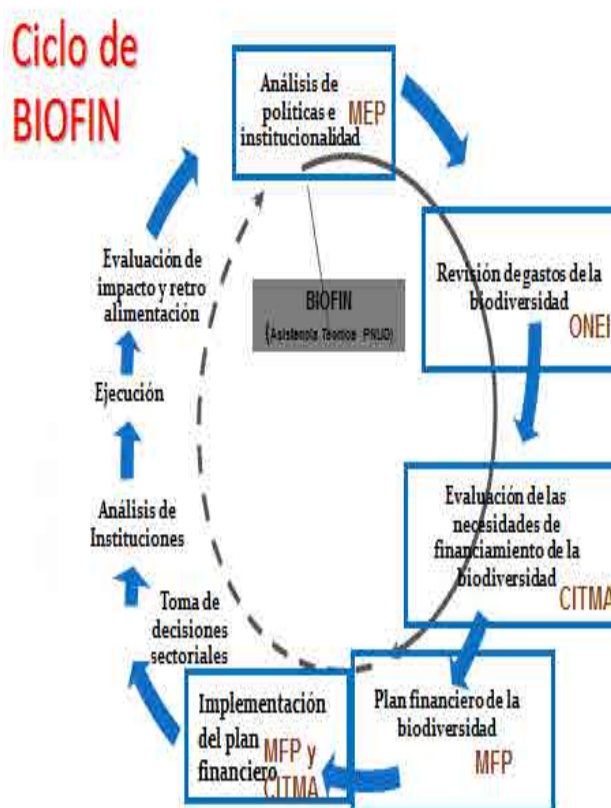 Ciclo de
BIOFIN
Análisis de
políticas e
institucionalidad
MEP
Revisión de gastos de la
biodiversidad
ONEI
Evaluación de las
necesidades de
financiamiento de la
biodiversidad
CITMA
Plan financiero de la
biodiversidad
MFP
Implementación
del plan
financiero
MFP y
CITMA
Toma de
decisiones
sectoriales
Análisis de
Instituciones
Ejecución
Evaluación de
impacto y retro
alimentación
BIOFIN
(Asistencia Técnica PNUD)